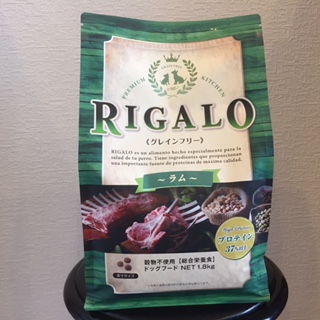 PREMIUM KITCHEN
RIGALO
《グレインフリー》
RIGALO es un alimento hecho especialmente para la
salud de tu perro. Tiene ingredientes que proporcionan
una importante fuente de proteínas de máxima calidad.
~ラム~
プロテイン
37%以上
穀物不使用【総合栄養食】
ドッグフード NET 1.8kg